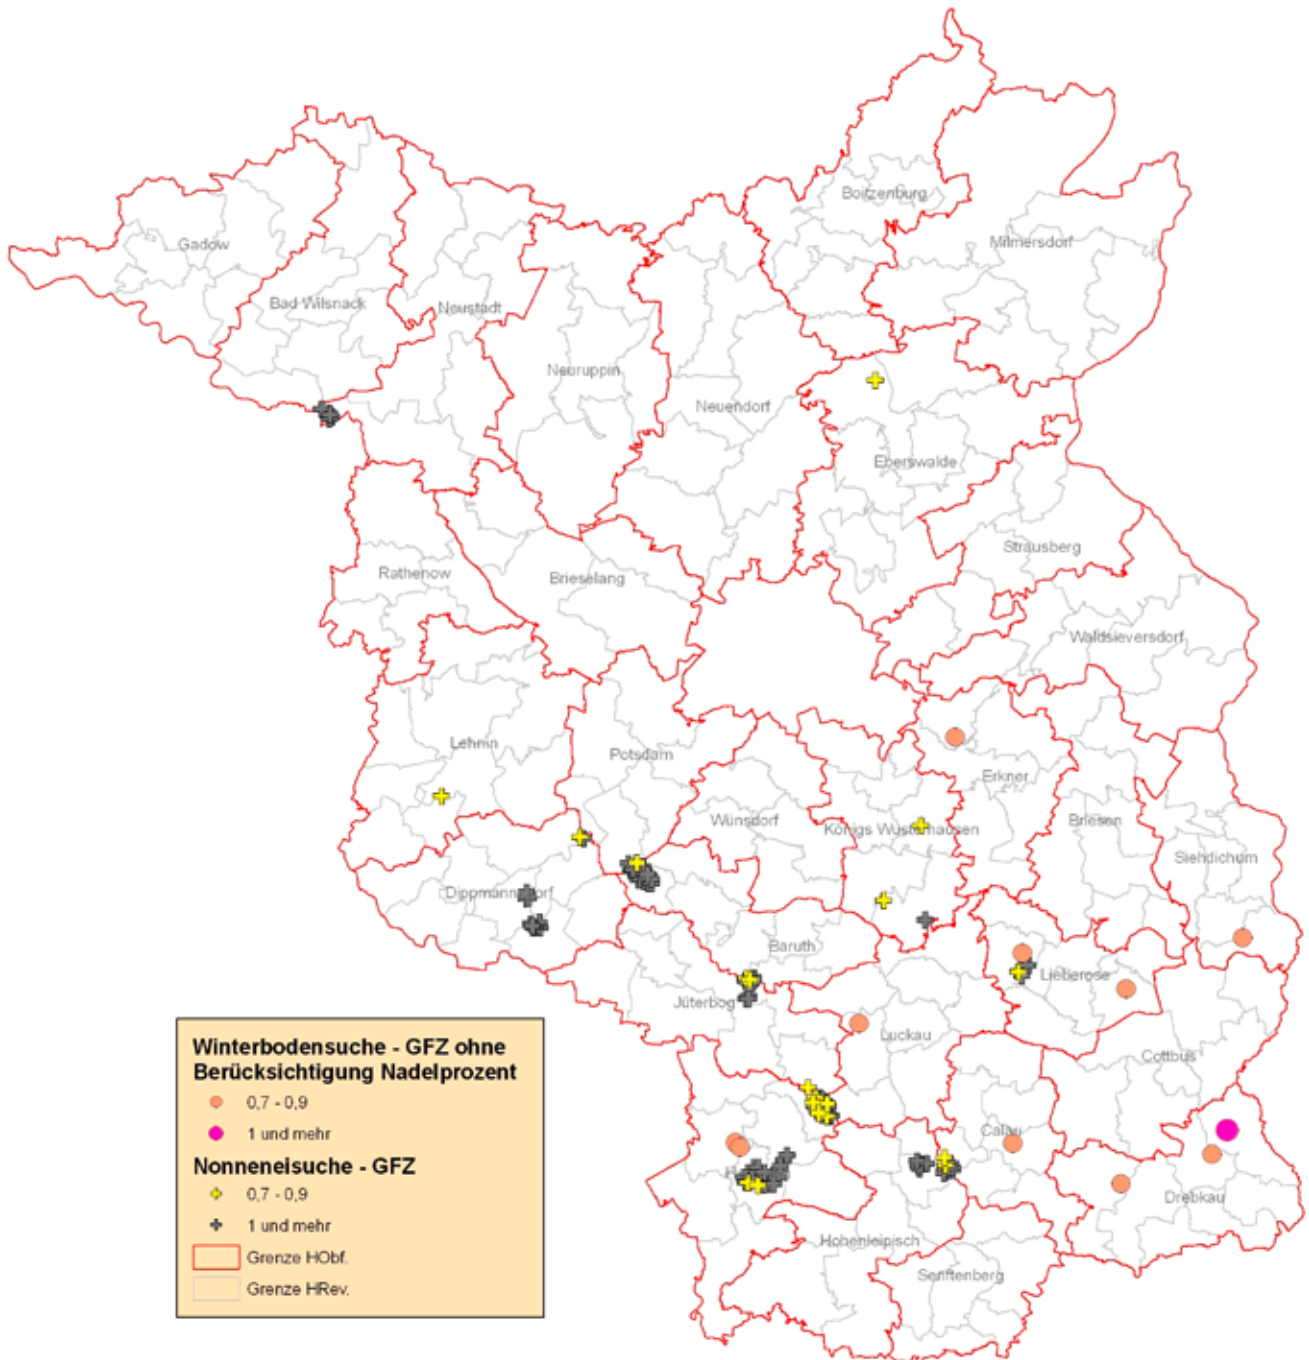 Boitzenburg
Milmersdorf
Gadow
Bad Wilsnack
Neustadt
Neuruppin
Neuendorf
Eberswalde
Strausberg
Rathenow
Brieselang
Waldsieversdorf
Lehnin
Potsdam
Erkner
Wünsdorf
Königs Wusterhausen
Briesen
Siehdichum
Dippmannsdorf
Baruth
Lieberose
Jüterbog
Luckau
Cottbus
Calau
Drebkau
Hohenleipisch
Senftenberg
Winterbodensuche - GFZ ohne
Berücksichtigung Nadelprozent
0,7 - 0,9
1 und mehr
Nonneneisuche - GFZ
0,7 - 0,9
1 und mehr
Grenze HObf.
Grenze HRev.